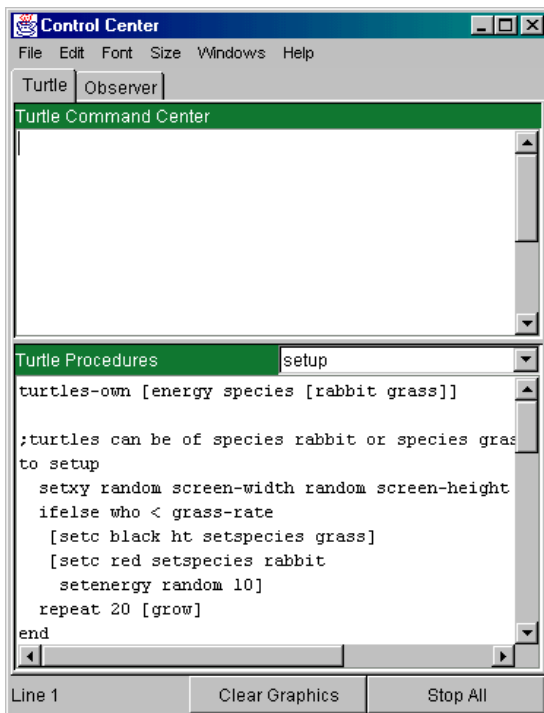 Control Center
File Edit Font Size Windows Help
Turtle Observer
Turtle Command Center
Turtle Procedures setup
turtles-own [energy species [rabbit grass]]
;turtles can be of species rabbit or species gras
to setup
setxy random screen-width random screen-height
ifelse who < grass-rate
[setc black ht setspecies grass]
[setc red setspecies rabbit
setenergy random 10]
repeat 20 [grow]
end
Line 1 Clear Graphics Stop All